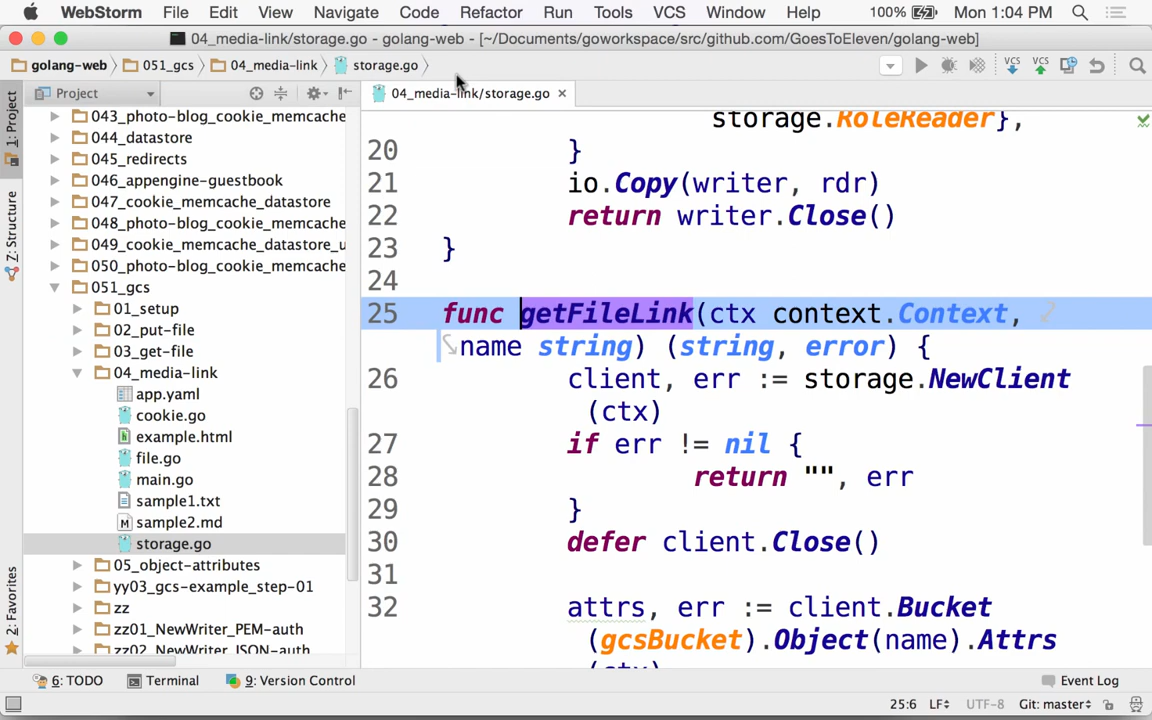 WebStorm File Edit View Navigate Code Refactor Run Tools VCS Window Help 100% Mon 1:04 PM
04_media-link/storage.go - golang-web - [~/Documents/goworkspace/src/github.com/GoesToEleven/golang-web]
golang-web 051_gcs 04_media-link storage.go VCS VCS
1: Project
Z: Structure
2: Favorites
Project
043_photo-blog_cookie_memcache
044_datastore
045_redirects
046_appengine-guestbook
047_cookie_memcache_datastore
048_photo-blog_cookie_memcache
049_cookie_memcache_datastore_u
050_photo-blog_cookie_memcache
051_gcs
01_setup
02_put-file
03_get-file
04_media-link
app.yaml
cookie.go
example.html
file.go
main.go
sample1.txt
sample2.md
storage.go
05_object-attributes
yy03_gcs-example_step-01
zz
zz01_NewWriter_PEM-auth
zz02_NewWriter_JSON-auth
04_media-link/storage.go
storage.RoleReader},
20 }
21 io.Copy(writer, rdr)
22 return writer.Close()
23 }
24
25 func getFileLink(ctx context.Context,
name string) (string, error) {
26 client, err := storage.NewClient
(ctx)
27 if err != nil {
28 return "", err
29 }
30 defer client.Close()
31
32 attrs, err := client.Bucket
(gcsBucket).Object(name).Attrs
(ctx)
6: TODO Terminal 9: Version Control Event Log
25:6 LF UTF-8 Git: master